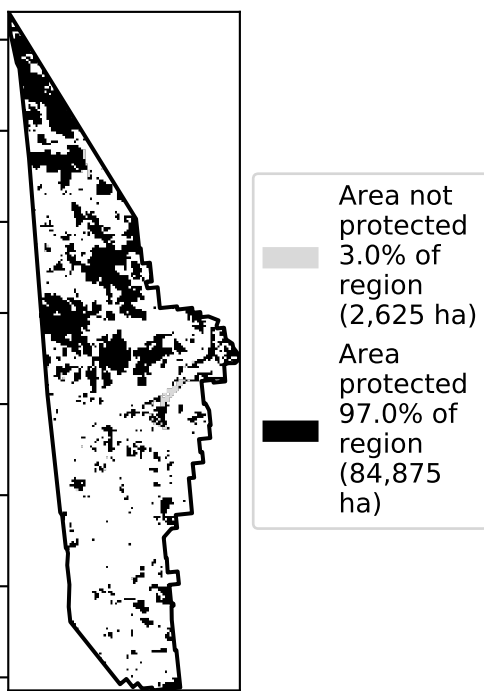 Area not
protected
3.0% of
region
(2,625 ha)
Area
protected
97.0% of
region
(84,875
ha)